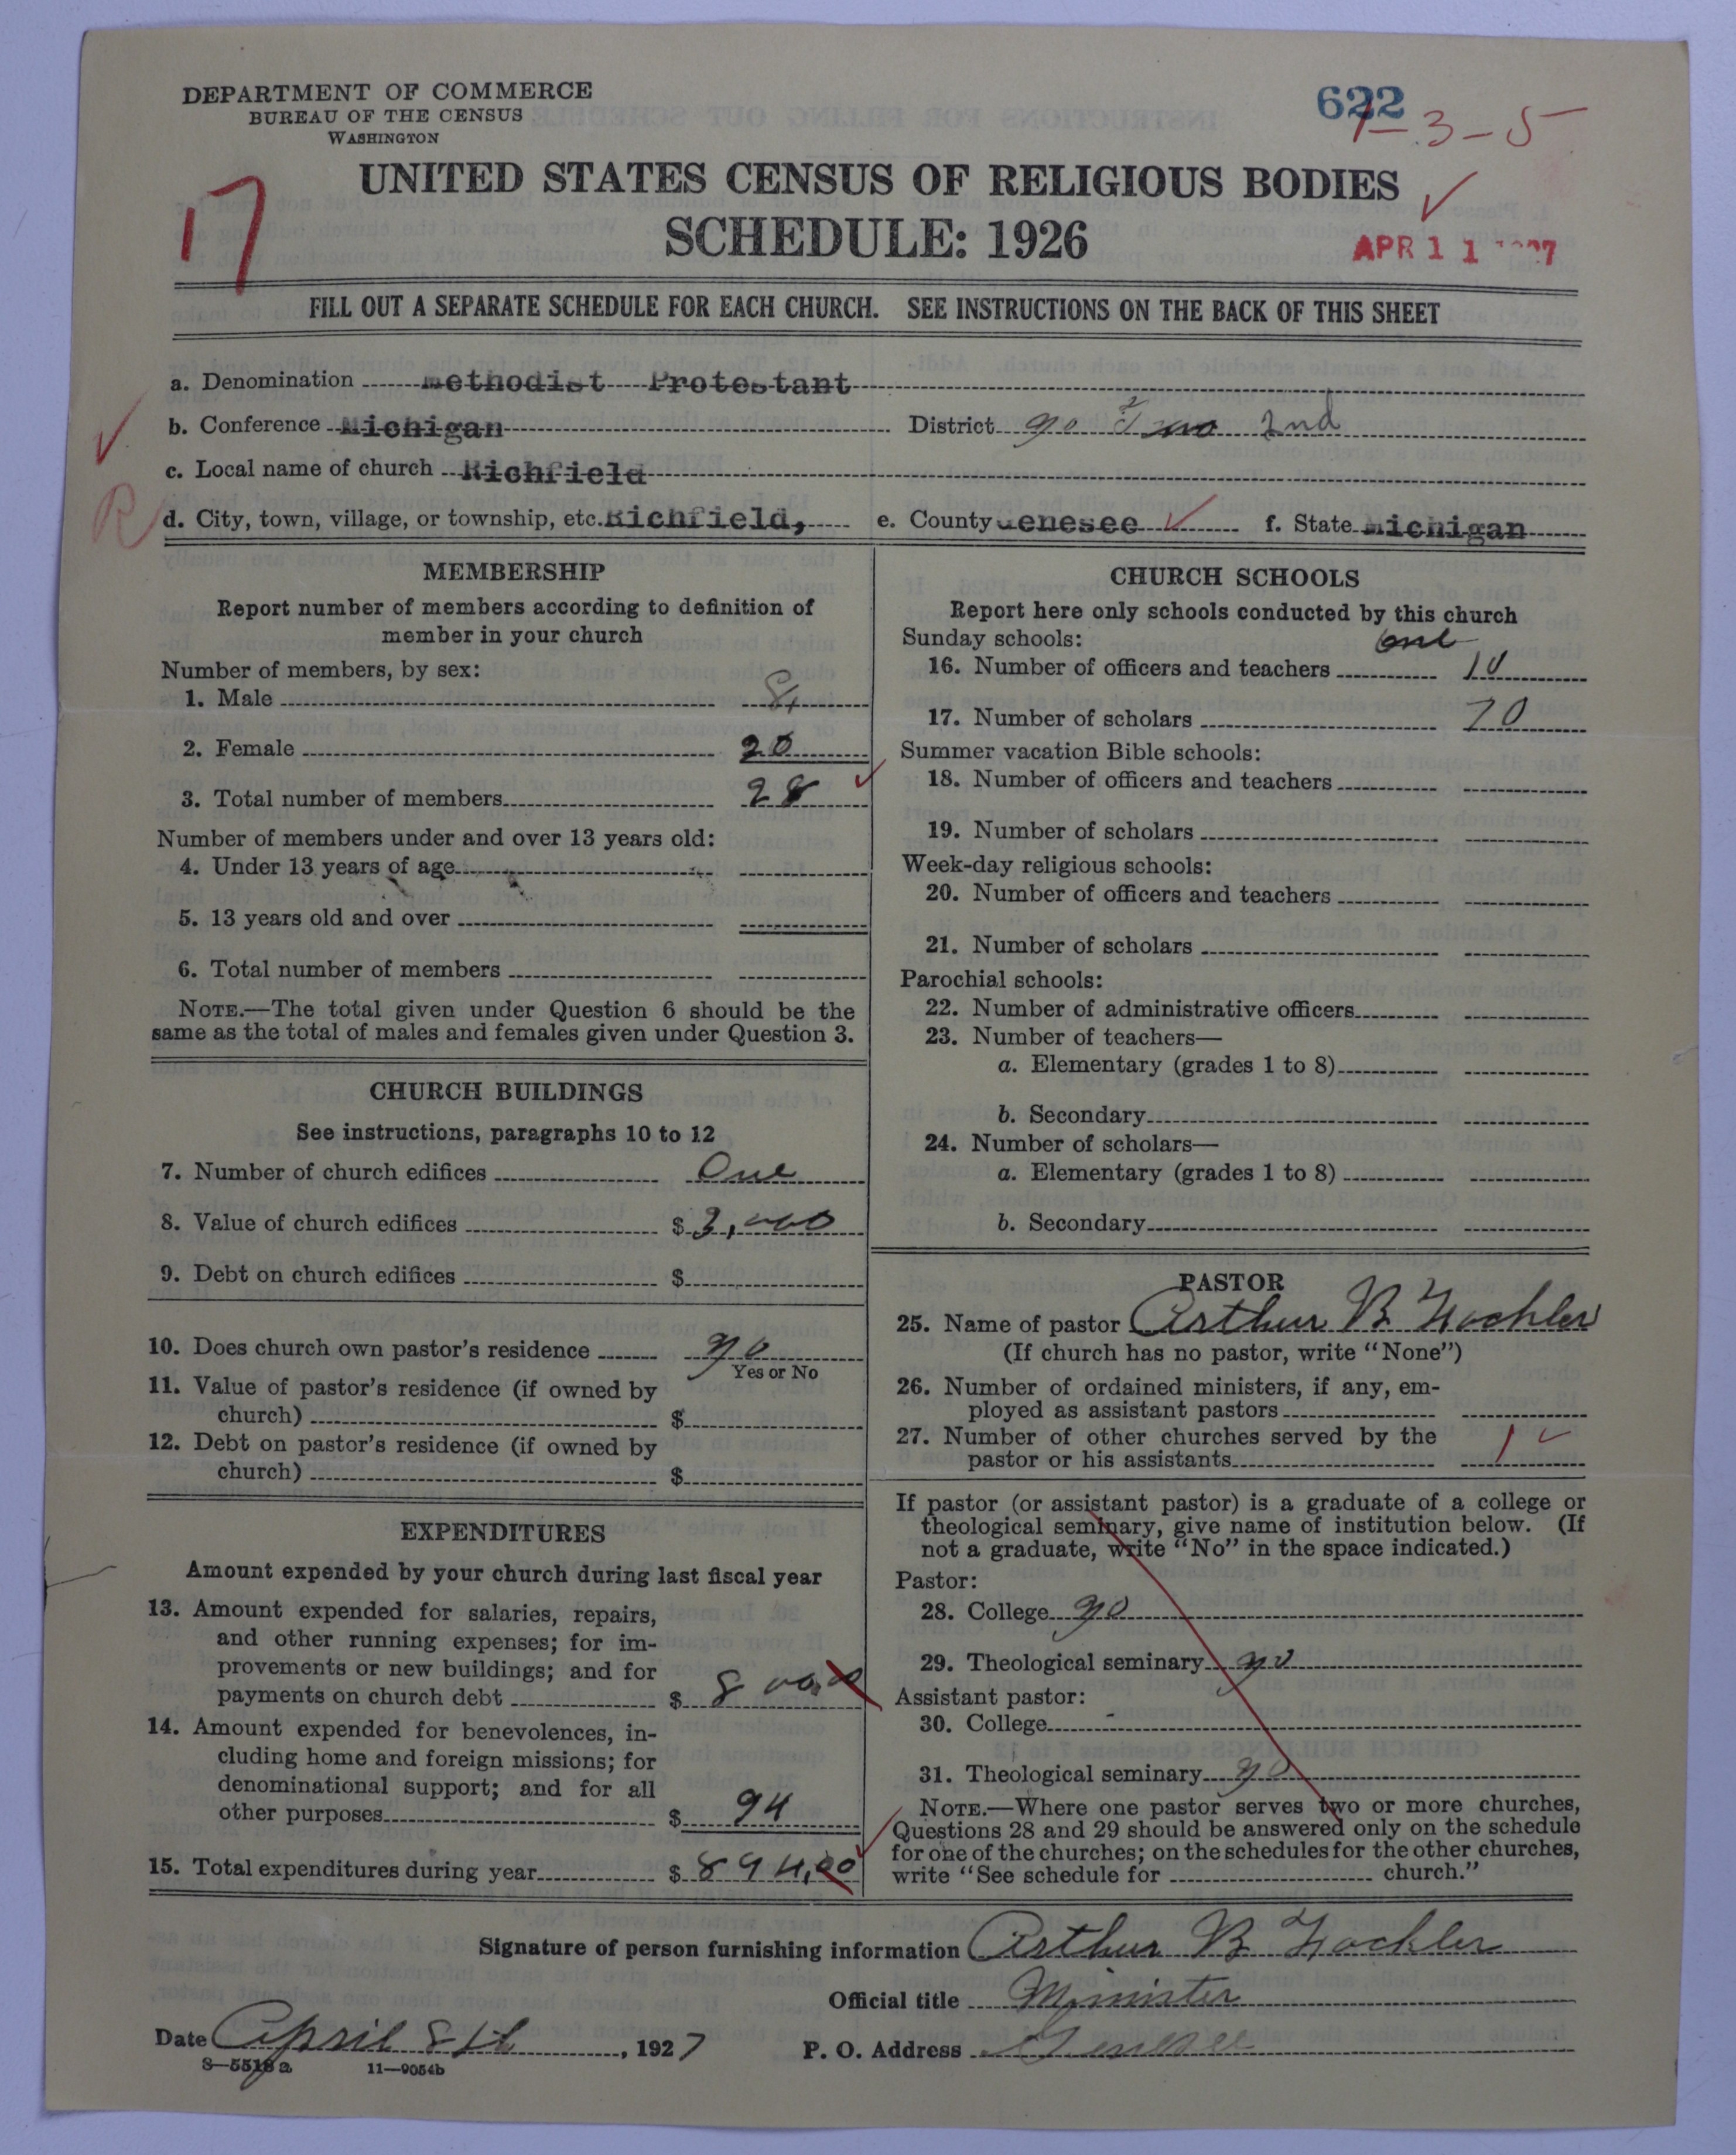 DEPARTMENT OF COMMERCE
BUREAU OF THE CENSUS
WASHINGTON
622
1-3-5
17
UNITED STATES CENSUS OF RELIGIOUS BODIES
SCHEDULE: 1926
APR 11
FILL OUT A SEPARATE SCHEDULE FOR EACH CHURCH. SEE INSTRUCTIONS ON THE BACK OF THIS SHEET
a. Denomination Methodist Protestant
b. Conference Michigan District No 2nd
c. Local name of church Richfield
R
d. City, town, village, or township, etc. Richfield, e. County Genesee f. State Michigan
MEMBERSHIP
Report number of members according to definition of
member in your church
Number of members, by sex:
1. Male 8
2. Female 20
3. Total number of members 28
Number of members under and over 13 years old:
4. Under 13 years of age
5. 13 years old and over
6. Total number of members
NOTE.—The total given under Question 6 should be the
same as the total of males and females given under Question 3.
CHURCH BUILDINGS
See instructions, paragraphs 10 to 12
7. Number of church edifices One
8. Value of church edifices $ 3,000
9. Debt on church edifices $
10. Does church own pastor's residence No
Yes or No
11. Value of pastor's residence (if owned by
church) $
12. Debt on pastor's residence (if owned by
church) $
EXPENDITURES
Amount expended by your church during last fiscal year
13. Amount expended for salaries, repairs,
and other running expenses; for im-
provements or new buildings; and for
payments on church debt $ 800.00
14. Amount expended for benevolences, in-
cluding home and foreign missions; for
denominational support; and for all
other purposes $ 94
15. Total expenditures during year $ 894.00
CHURCH SCHOOLS
Report here only schools conducted by this church
Sunday schools: one
16. Number of officers and teachers 10
17. Number of scholars 70
Summer vacation Bible schools:
18. Number of officers and teachers
19. Number of scholars
Week-day religious schools:
20. Number of officers and teachers
21. Number of scholars
Parochial schools:
22. Number of administrative officers
23. Number of teachers—
a. Elementary (grades 1 to 8)
b. Secondary
24. Number of scholars—
a. Elementary (grades 1 to 8)
b. Secondary
PASTOR
25. Name of pastor Arthur B
(If church has no pastor, write "None")
26. Number of ordained ministers, if any, em-
ployed as assistant pastors
27. Number of other churches served by the
pastor or his assistants 1
If pastor (or assistant pastor) is a graduate of a college or
theological seminary, give name of institution below. (If
not a graduate, write "No" in the space indicated.)
Pastor:
28. College No
29. Theological seminary No
Assistant pastor:
30. College
31. Theological seminary No
NOTE.—Where one pastor serves two or more churches,
Questions 28 and 29 should be answered only on the schedule
for one of the churches; on the schedules for the other churches,
write "See schedule for church."
Signature of person furnishing information Arthur B
Official title Minister
Date April 8th, 1927 P. O. Address Genesee
8—5518a 11—9054b